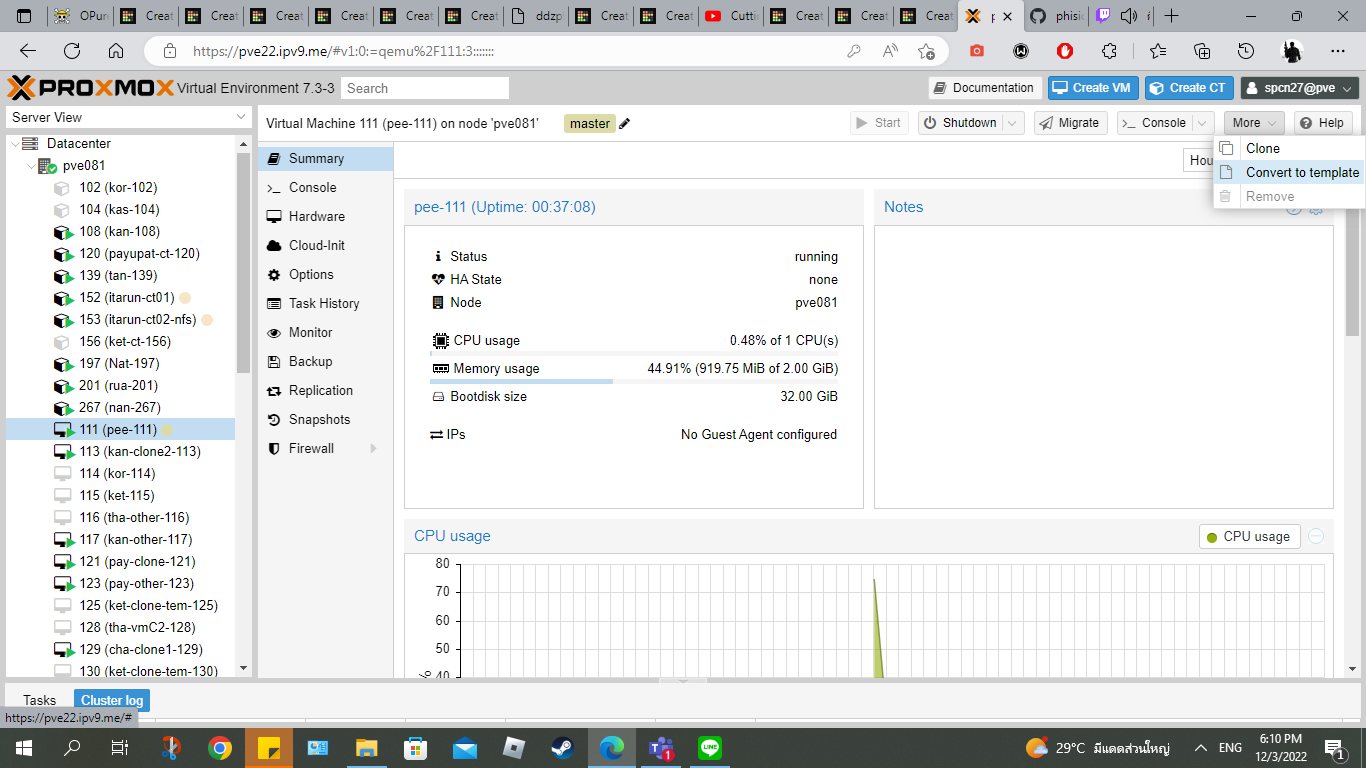 OPure
Creat
Creat
Creat
Creat
Creat
Creat
ddzp
Creat
Creat
Cuttin
Creat
Creat
Creat
phisic
https://pve22.ipv9.me/#v1:0:=qemu%2F111:3:::::::
PROXMOX Virtual Environment 7.3-3
Search
Documentation
Create VM
Create CT
spcn27@pve
Server View
Virtual Machine 111 (pee-111) on node 'pve081'
master
Start
Shutdown
Migrate
Console
More
Help
Clone
Convert to template
Remove
Datacenter
pve081
102 (kor-102)
104 (kas-104)
108 (kan-108)
120 (payupat-ct-120)
139 (tan-139)
152 (itarun-ct01)
153 (itarun-ct02-nfs)
156 (ket-ct-156)
197 (Nat-197)
201 (rua-201)
267 (nan-267)
111 (pee-111)
113 (kan-clone2-113)
114 (kor-114)
115 (ket-115)
116 (tha-other-116)
117 (kan-other-117)
121 (pay-clone-121)
123 (pay-other-123)
125 (ket-clone-tem-125)
128 (tha-vmC2-128)
129 (cha-clone1-129)
130 (ket-clone-tem-130)
Summary
Console
Hardware
Cloud-Init
Options
Task History
Monitor
Backup
Replication
Snapshots
Firewall
Hou
pee-111 (Uptime: 00:37:08)
Status running
HA State none
Node pve081
CPU usage 0.48% of 1 CPU(s)
Memory usage 44.91% (919.75 MiB of 2.00 GiB)
Bootdisk size 32.00 GiB
IPs No Guest Agent configured
Notes
CPU usage
CPU usage
80
70
60
50
40
Tasks
Cluster log
https://pve22.ipv9.me/#
29°C มีแดดส่วนใหญ่
ENG
6:10 PM
12/3/2022
1
1